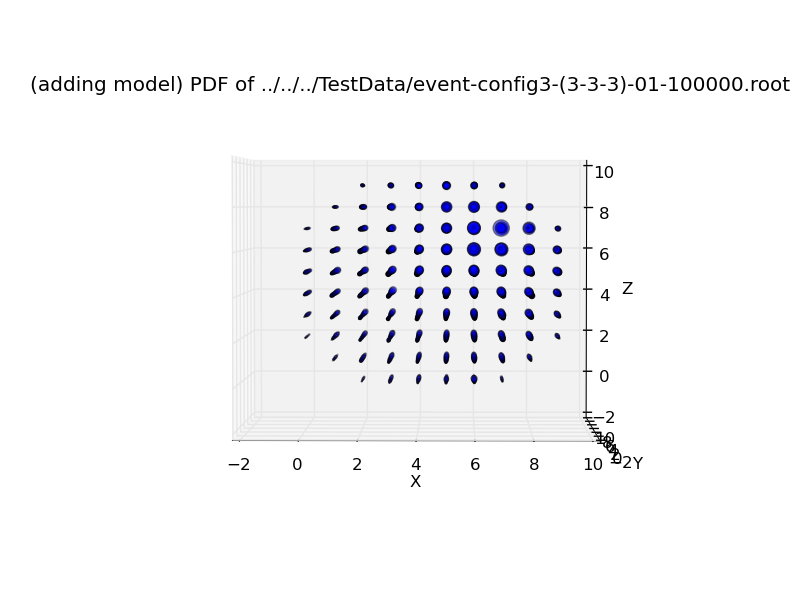 (adding model) PDF of ../../../TestData/event-config3-(3-3-3)-01-100000.root
10
8
6
4
Z
2
0
−2
−2 0 2 4 6 8 10
X
−2
Y